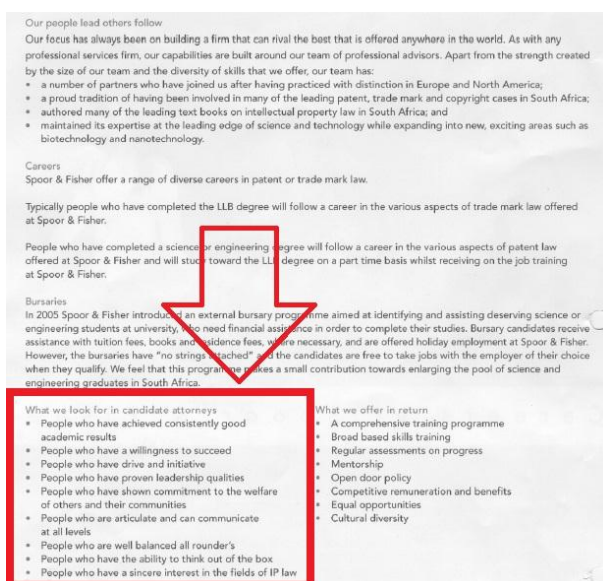 Our people lead others follow
Our focus has always been on building a firm that can rival the best that is offered anywhere in the world. As with any
professional services firm, our capabilities are built around our team of professional advisors. Apart from the strength created
by the size of our team and the diversity of skills that we offer, our team has:
• a number of partners who have joined us after having practiced with distinction in Europe and North America;
• a proud tradition of having been involved in many of the leading patent, trade mark and copyright cases in South Africa;
• authored many of the leading text books on intellectual property law in South Africa; and
• maintained its expertise at the leading edge of science and technology while expanding into new, exciting areas such as
biotechnology and nanotechnology.
Careers
Spoor & Fisher offer a range of diverse careers in patent or trade mark law.
Typically people who have completed the LLB degree will follow a career in the various aspects of trade mark law offered
at Spoor & Fisher.
People who have completed a science or engineering degree will follow a career in the various aspects of patent law
offered at Spoor & Fisher and will study toward the LLB degree on a part time basis whilst receiving on the job training
at Spoor & Fisher.
Bursaries
In 2005 Spoor & Fisher introduced an external bursary programme aimed at identifying and assisting deserving science or
engineering students at university, who need financial assistance in order to complete their studies. Bursary candidates receive
assistance with tuition fees, books and residence fees, where necessary, and are offered holiday employment at Spoor & Fisher.
However, the bursaries have "no strings attached" and the candidates are free to take jobs with the employer of their choice
when they qualify. We feel that this programme makes a small contribution towards enlarging the pool of science and
engineering graduates in South Africa.
What we look for in candidate attorneys
• People who have achieved consistently good
academic results
• People who have a willingness to succeed
• People who have drive and initiative
• People who have proven leadership qualities
• People who have shown commitment to the welfare
of others and their communities
• People who are articulate and can communicate
at all levels
• People who are well balanced all rounder's
• People who have the ability to think out of the box
• People who have a sincere interest in the fields of IP law
What we offer in return
• A comprehensive training programme
• Broad based skills training
• Regular assessments on progress
• Mentorship
• Open door policy
• Competitive remuneration and benefits
• Equal opportunities
• Cultural diversity